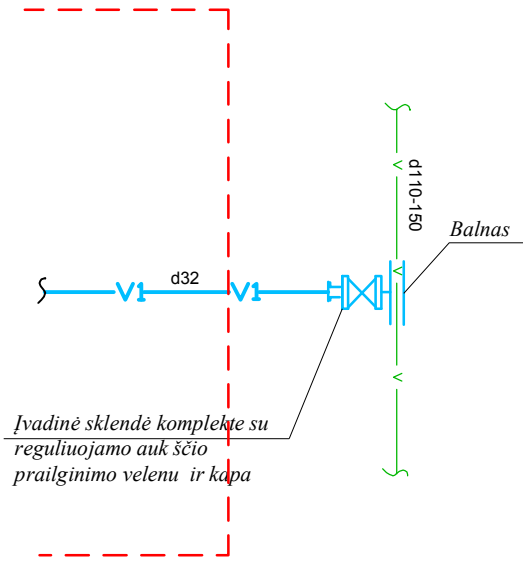 V
d110-150
Balnas
V
d32
V1
V1
V
Įvadinė sklendė komplekte su
reguliuojamo auk ščio
prailginimo velenu ir kapa